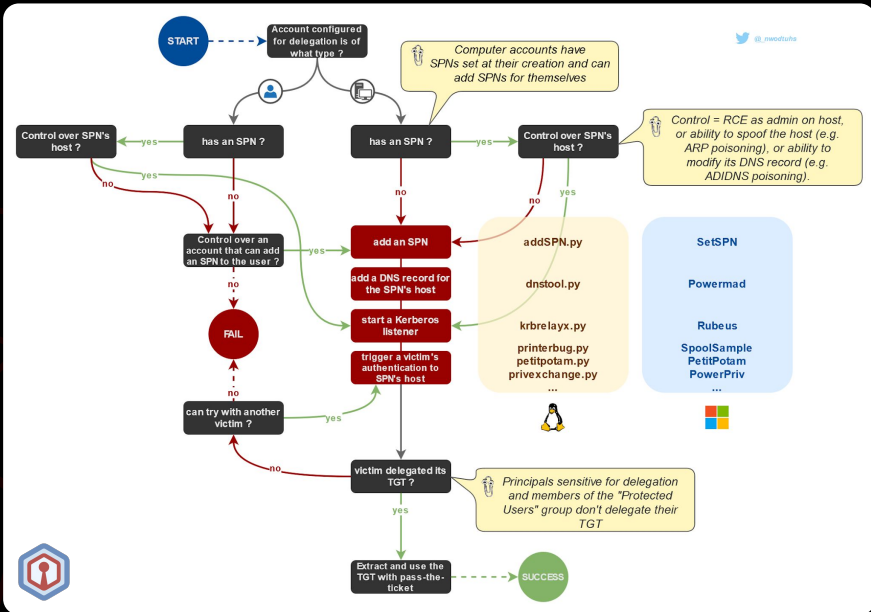 START
Account configured
for delegation is of
what type ?
@_nwodtuhs
Computer accounts have
SPNs set at their creation and can
add SPNs for themselves
Control over SPN's
host ?
yes
has an SPN ?
has an SPN ?
yes
Control over SPN's
host ?
Control = RCE as admin on host,
or ability to spoof the host (e.g.
ARP poisoning), or ability to
modify its DNS record (e.g.
ADIDNS poisoning).
no
yes
no
no
no
yes
Control over an
account that can add
an SPN to the user ?
yes
add an SPN
addSPN.py
SetSPN
no
add a DNS record for
the SPN's host
dnstool.py
Powermad
FAIL
start a Kerberos
listener
krbrelayx.py
Rubeus
trigger a victim's
authentication to
SPN's host
printerbug.py
petitpotam.py
privexchange.py
...
SpoolSample
PetitPotam
PowerPriv
...
no
can try with another
victim ?
yes
no
victim delegated its
TGT ?
Principals sensitive for delegation
and members of the "Protected
Users" group don't delegate their
TGT
yes
Extract and use the
TGT with pass-the-
ticket
SUCCESS